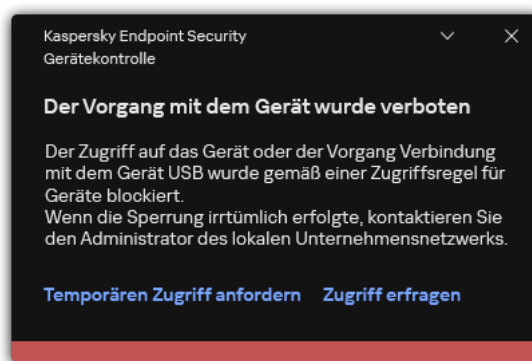 Kaspersky Endpoint Security
Gerätekontrolle
Der Vorgang mit dem Gerät wurde verboten
Der Zugriff auf das Gerät oder der Vorgang Verbindung
mit dem Gerät USB wurde gemäß einer Zugriffsregel für
Geräte blockiert.
Wenn die Sperrung irrtümlich erfolgte, kontaktieren Sie
den Administrator des lokalen Unternehmensnetzwerks.
Temporären Zugriff anfordern Zugriff erfragen